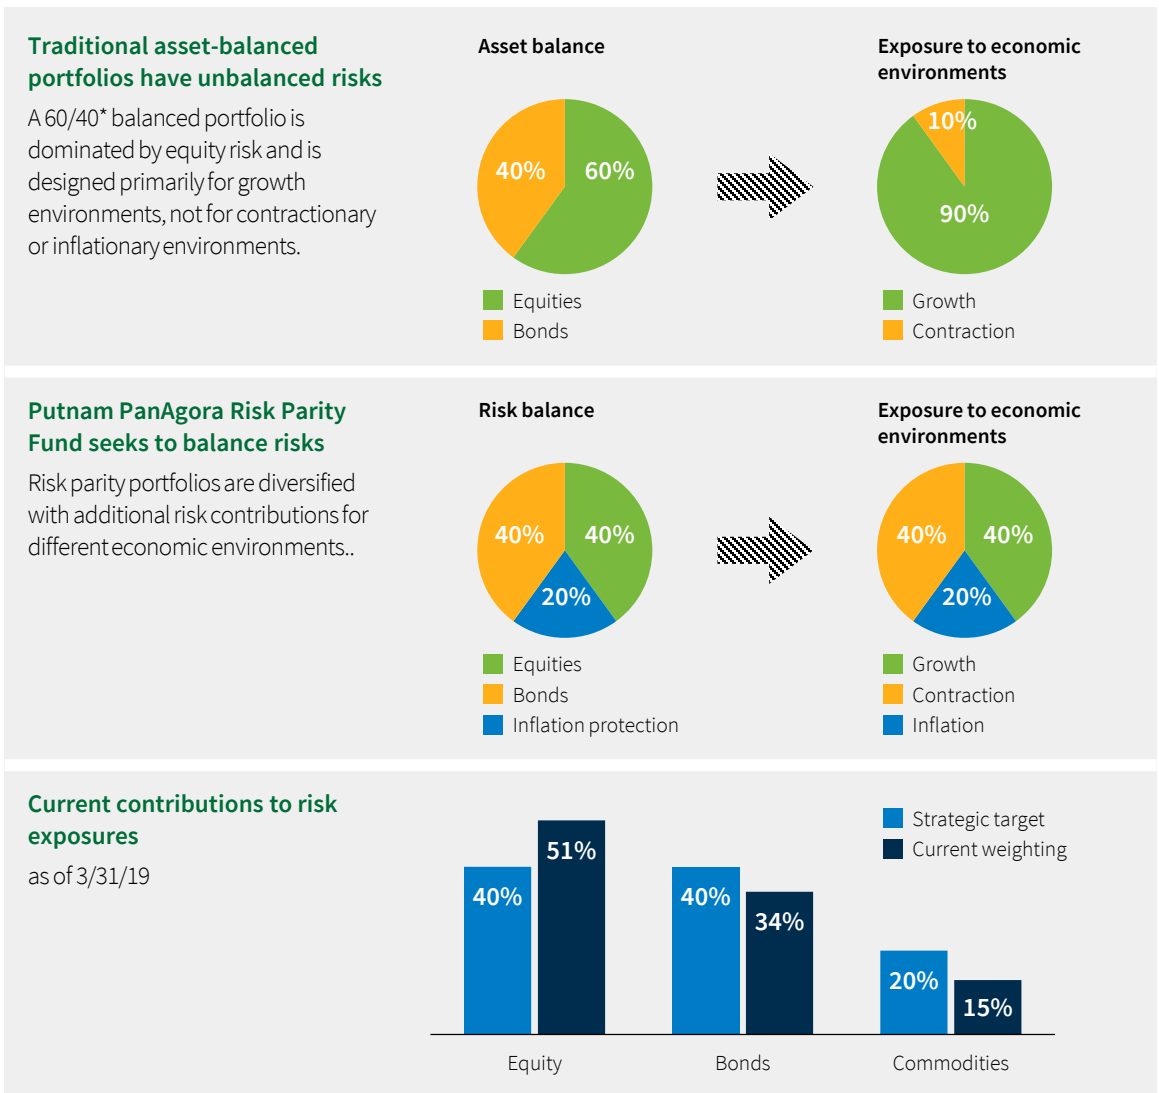 Traditional asset-balanced
portfolios have unbalanced risks
A 60/40* balanced portfolio is
dominated by equity risk and is
designed primarily for growth
environments, not for contractionary
or inflationary environments.
Asset balance
40%
60%
Equities
Bonds
Exposure to economic
environments
10%
90%
Growth
Contraction
Putnam PanAgora Risk Parity
Fund seeks to balance risks
Risk parity portfolios are diversified
with additional risk contributions for
different economic environments..
Risk balance
40%
40%
20%
Equities
Bonds
Inflation protection
Exposure to economic
environments
40%
40%
20%
Growth
Contraction
Inflation
Current contributions to risk
exposures
as of 3/31/19
Strategic target
Current weighting
40%
51%
40%
34%
20%
15%
Equity
Bonds
Commodities